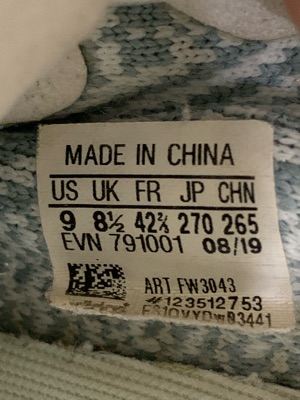 MADE IN CHINA
US UK FR JP CHN
9 8½ 42⅔ 270 265
EVN 791001 08/19
ART FW3043
#123512753